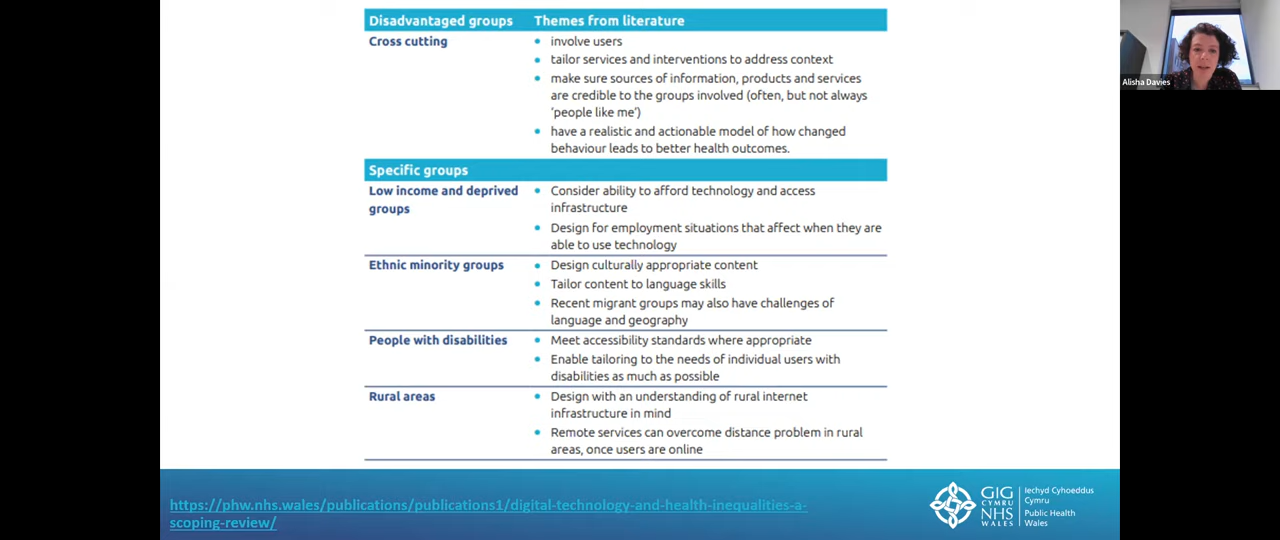 Disadvantaged groups Themes from literature
Cross cutting
• involve users
• tailor services and interventions to address context
• make sure sources of information, products and services
are credible to the groups involved (often, but not always
‘people like me’)
• have a realistic and actionable model of how changed
behaviour leads to better health outcomes.
Specific groups
Low income and deprived
groups
• Consider ability to afford technology and access
infrastructure
• Design for employment situations that affect when they are
able to use technology
Ethnic minority groups
• Design culturally appropriate content
• Tailor content to language skills
• Recent migrant groups may also have challenges of
language and geography
People with disabilities
• Meet accessibility standards where appropriate
• Enable tailoring to the needs of individual users with
disabilities as much as possible
Rural areas
• Design with an understanding of rural internet
infrastructure in mind
• Remote services can overcome distance problem in rural
areas, once users are online
https://phw.nhs.wales/publications/publications1/digital-technology-and-health-inequalities-a-
scoping-review/
GIG
CYMRU
NHS
WALES
Iechyd Cyhoeddus
Cymru
Public Health
Wales
Alisha Davies